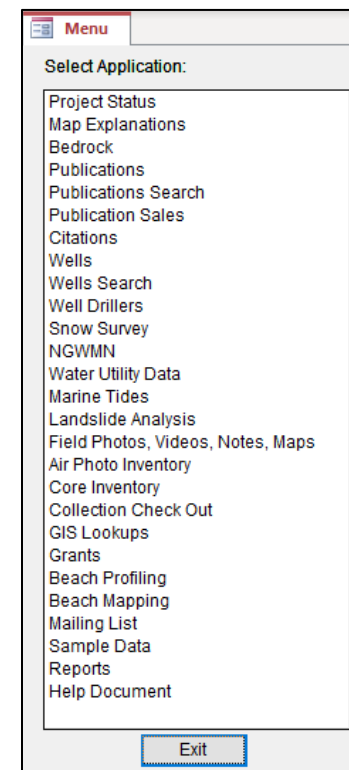 Menu
Select Application:
Project Status
Map Explanations
Bedrock
Publications
Publications Search
Publication Sales
Citations
Wells
Wells Search
Well Drillers
Snow Survey
NGWMN
Water Utility Data
Marine Tides
Landslide Analysis
Field Photos, Videos, Notes, Maps
Air Photo Inventory
Core Inventory
Collection Check Out
GIS Lookups
Grants
Beach Profiling
Beach Mapping
Mailing List
Sample Data
Reports
Help Document
Exit